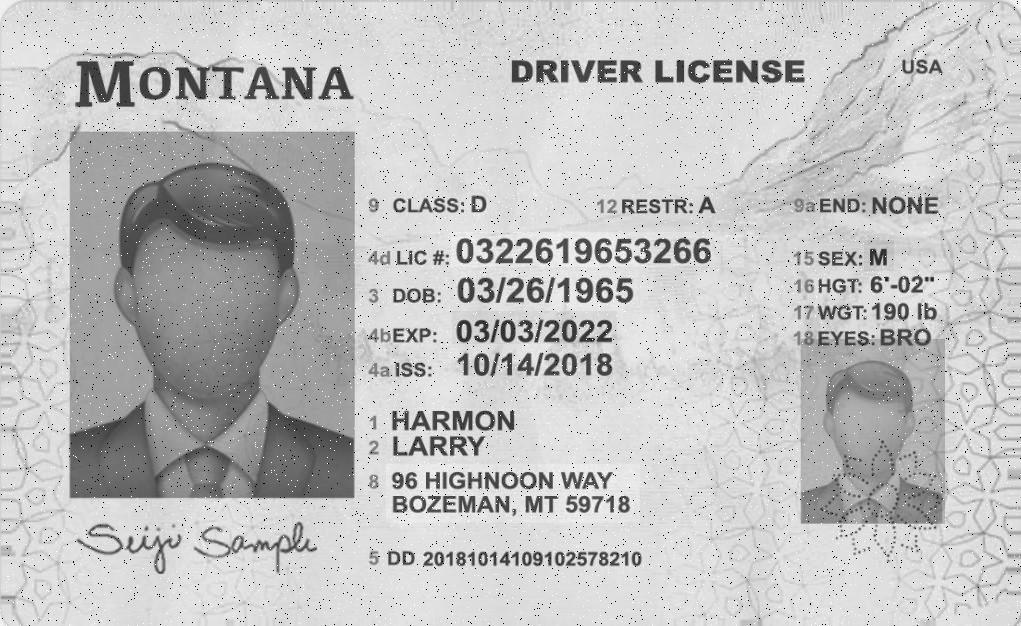 MONTANA
DRIVER LICENSE
USA
9 CLASS: D
12 RESTR: A
9a END: NONE
4d LIC #: 0322619653266
15 SEX: M
3 DOB: 03/26/1965
16 HGT: 6'-02"
17 WGT: 190 lb
4b EXP: 03/03/2022
18 EYES: BRO
4a ISS: 10/14/2018
1 HARMON
2 LARRY
8 96 HIGHNOON WAY
BOZEMAN, MT 59718
Seiji Sample
5 DD 20181014109102578210